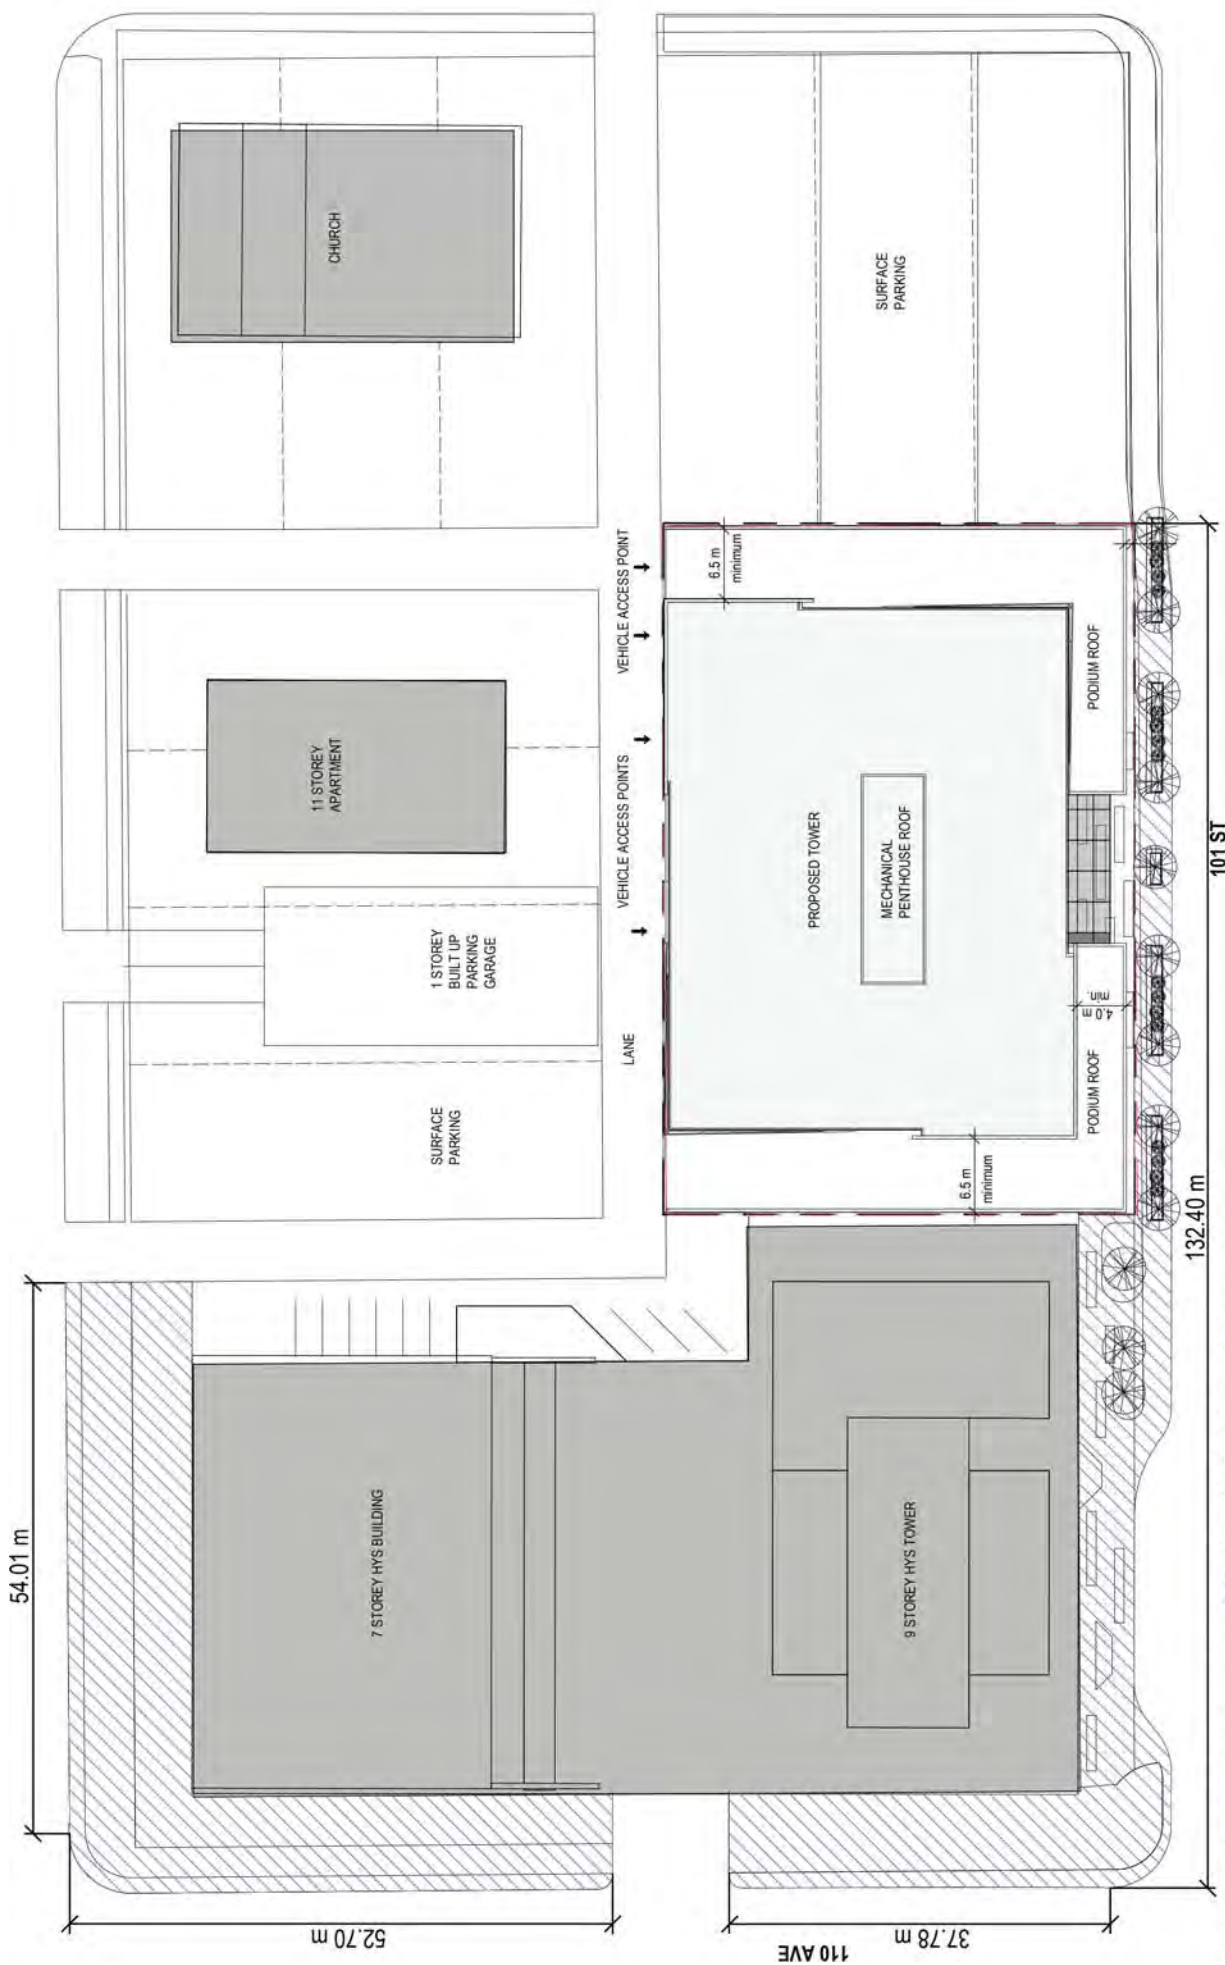 CHURCH
SURFACE
PARKING
VEHICLE ACCESS POINT
6.5 m
minimum
11 STOREY
APARTMENT
PODIUM ROOF
VEHICLE ACCESS POINTS
PROPOSED TOWER
MECHANICAL
PENTHOUSE ROOF
1 STOREY
BUILT UP
PARKING
GARAGE
101 ST
4.0 m
min.
LANE
PODIUM ROOF
SURFACE
PARKING
6.5 m
minimum
132.40 m
54.01 m
7 STOREY HYS BUILDING
9 STOREY HYS TOWER
52.70 m
37.78 m
110 AVE